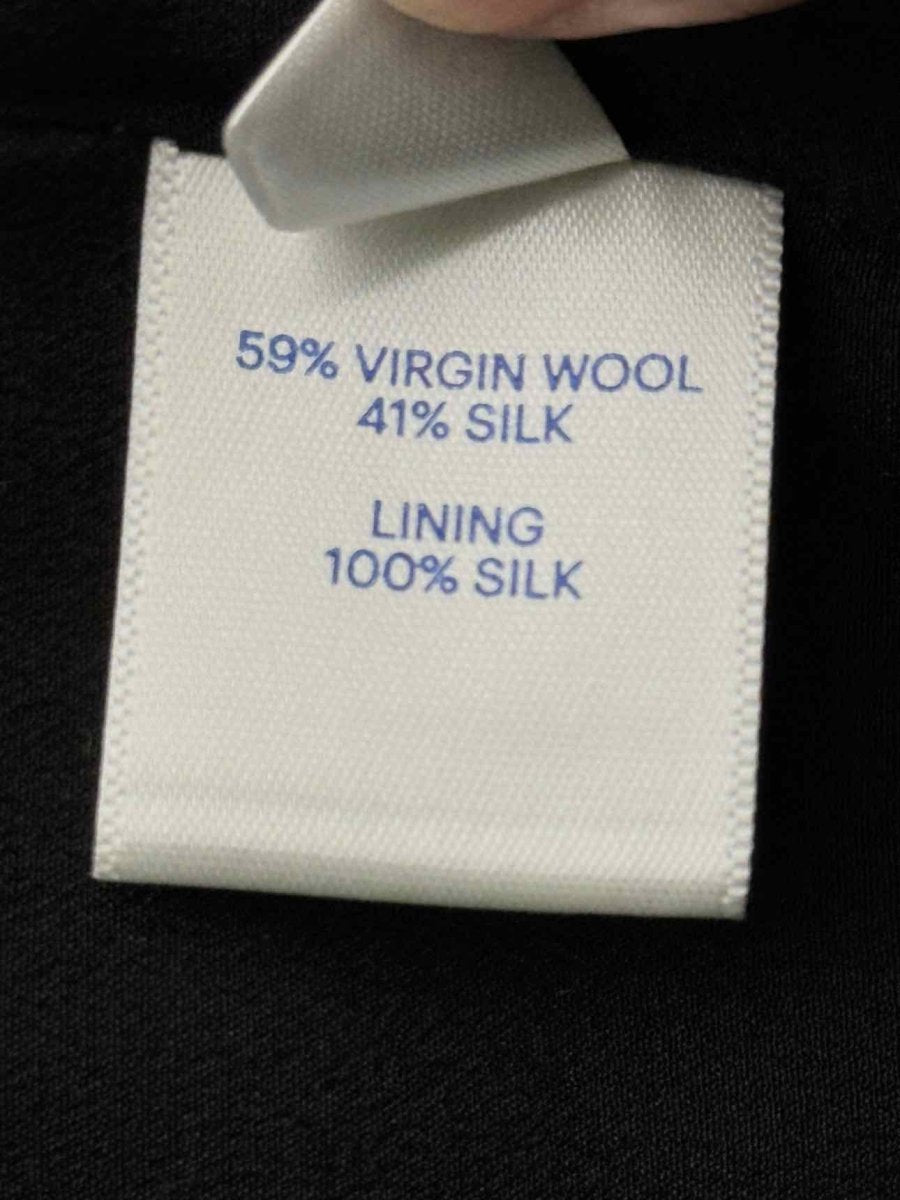 59% VIRGIN WOOL
41% SILK
LINING
100% SILK